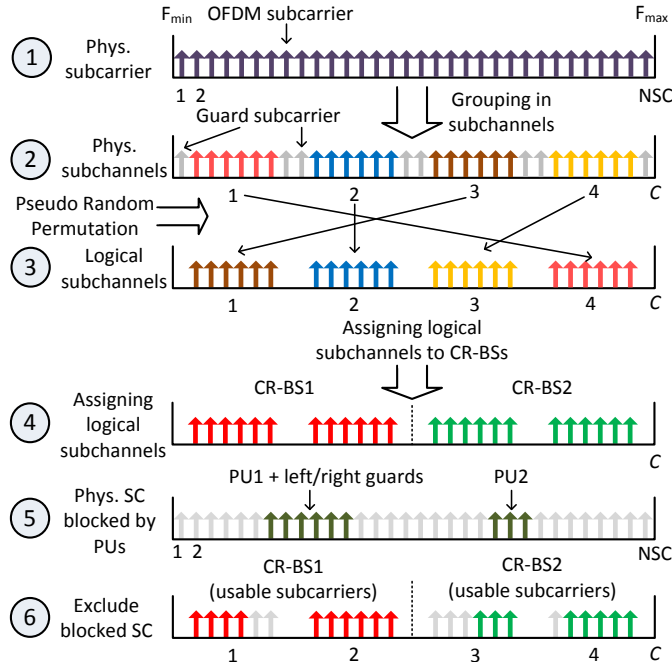 F_min OFDM subcarrier F_max
1 Phys. subcarrier
1 2 NSC
Grouping in subchannels
Guard subcarrier
2 Phys. subchannels
1 2 3 4 C
Pseudo Random Permutation
3 Logical subchannels
1 2 3 4 C
Assigning logical
subchannels to CR-BSs
CR-BS1 CR-BS2
4 Assigning logical subchannels
PU1 + left/right guards PU2
5 Phys. SC blocked by PUs
1 2 NSC
CR-BS1 CR-BS2
(usable subcarriers) (usable subcarriers)
6 Exclude blocked SC
1 2 3 4 C